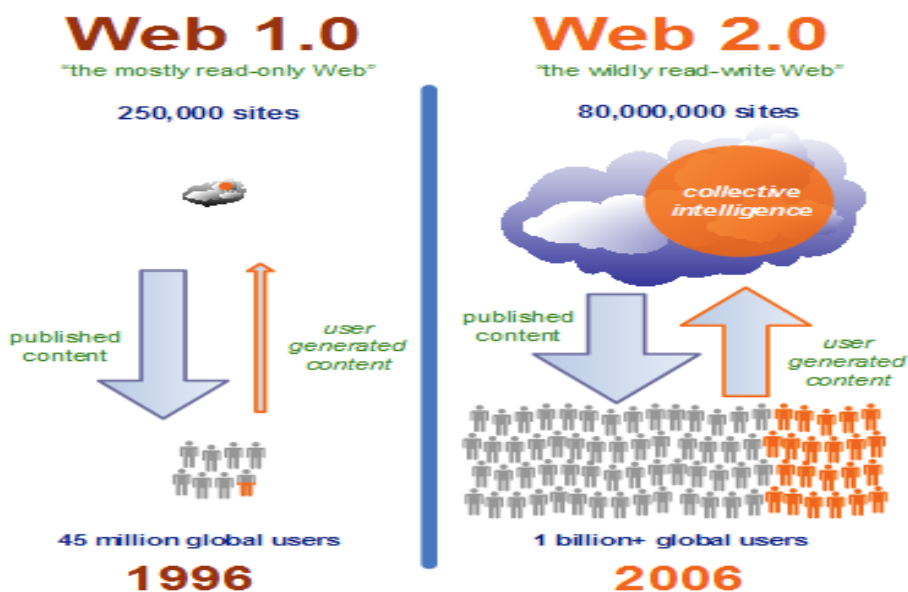 Web 1.0
"the mostly read-only Web"
250,000 sites
published
content
user
generated
content
45 million global users
1996
Web 2.0
"the wildly read-write Web"
80,000,000 sites
collective
intelligence
published
content
user
generated
content
1 billion+ global users
2006